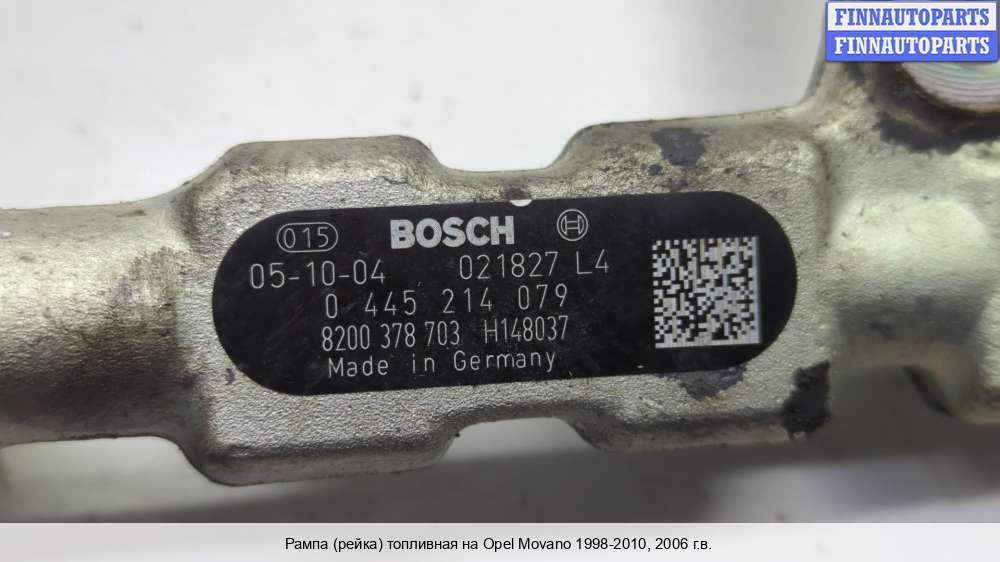 FINNAUTOPARTS
FINNAUTOPARTS
015 BOSCH H
05-10-04 021827 L4
0 445 214 079
8200 378 703 H148037
Made in Germany
Рампа (рейка) топливная на Opel Movano 1998-2010, 2006 г.в.